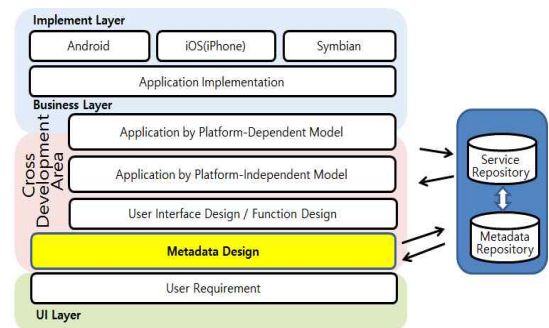 Implement Layer
Android
iOS(iPhone)
Symbian
Application Implementation
Business Layer
Cross
Development
Area
Application by Platform-Dependent Model
Application by Platform-Independent Model
User Interface Design / Function Design
Metadata Design
User Requirement
UI Layer
Service
Repository
Metadata
Repository